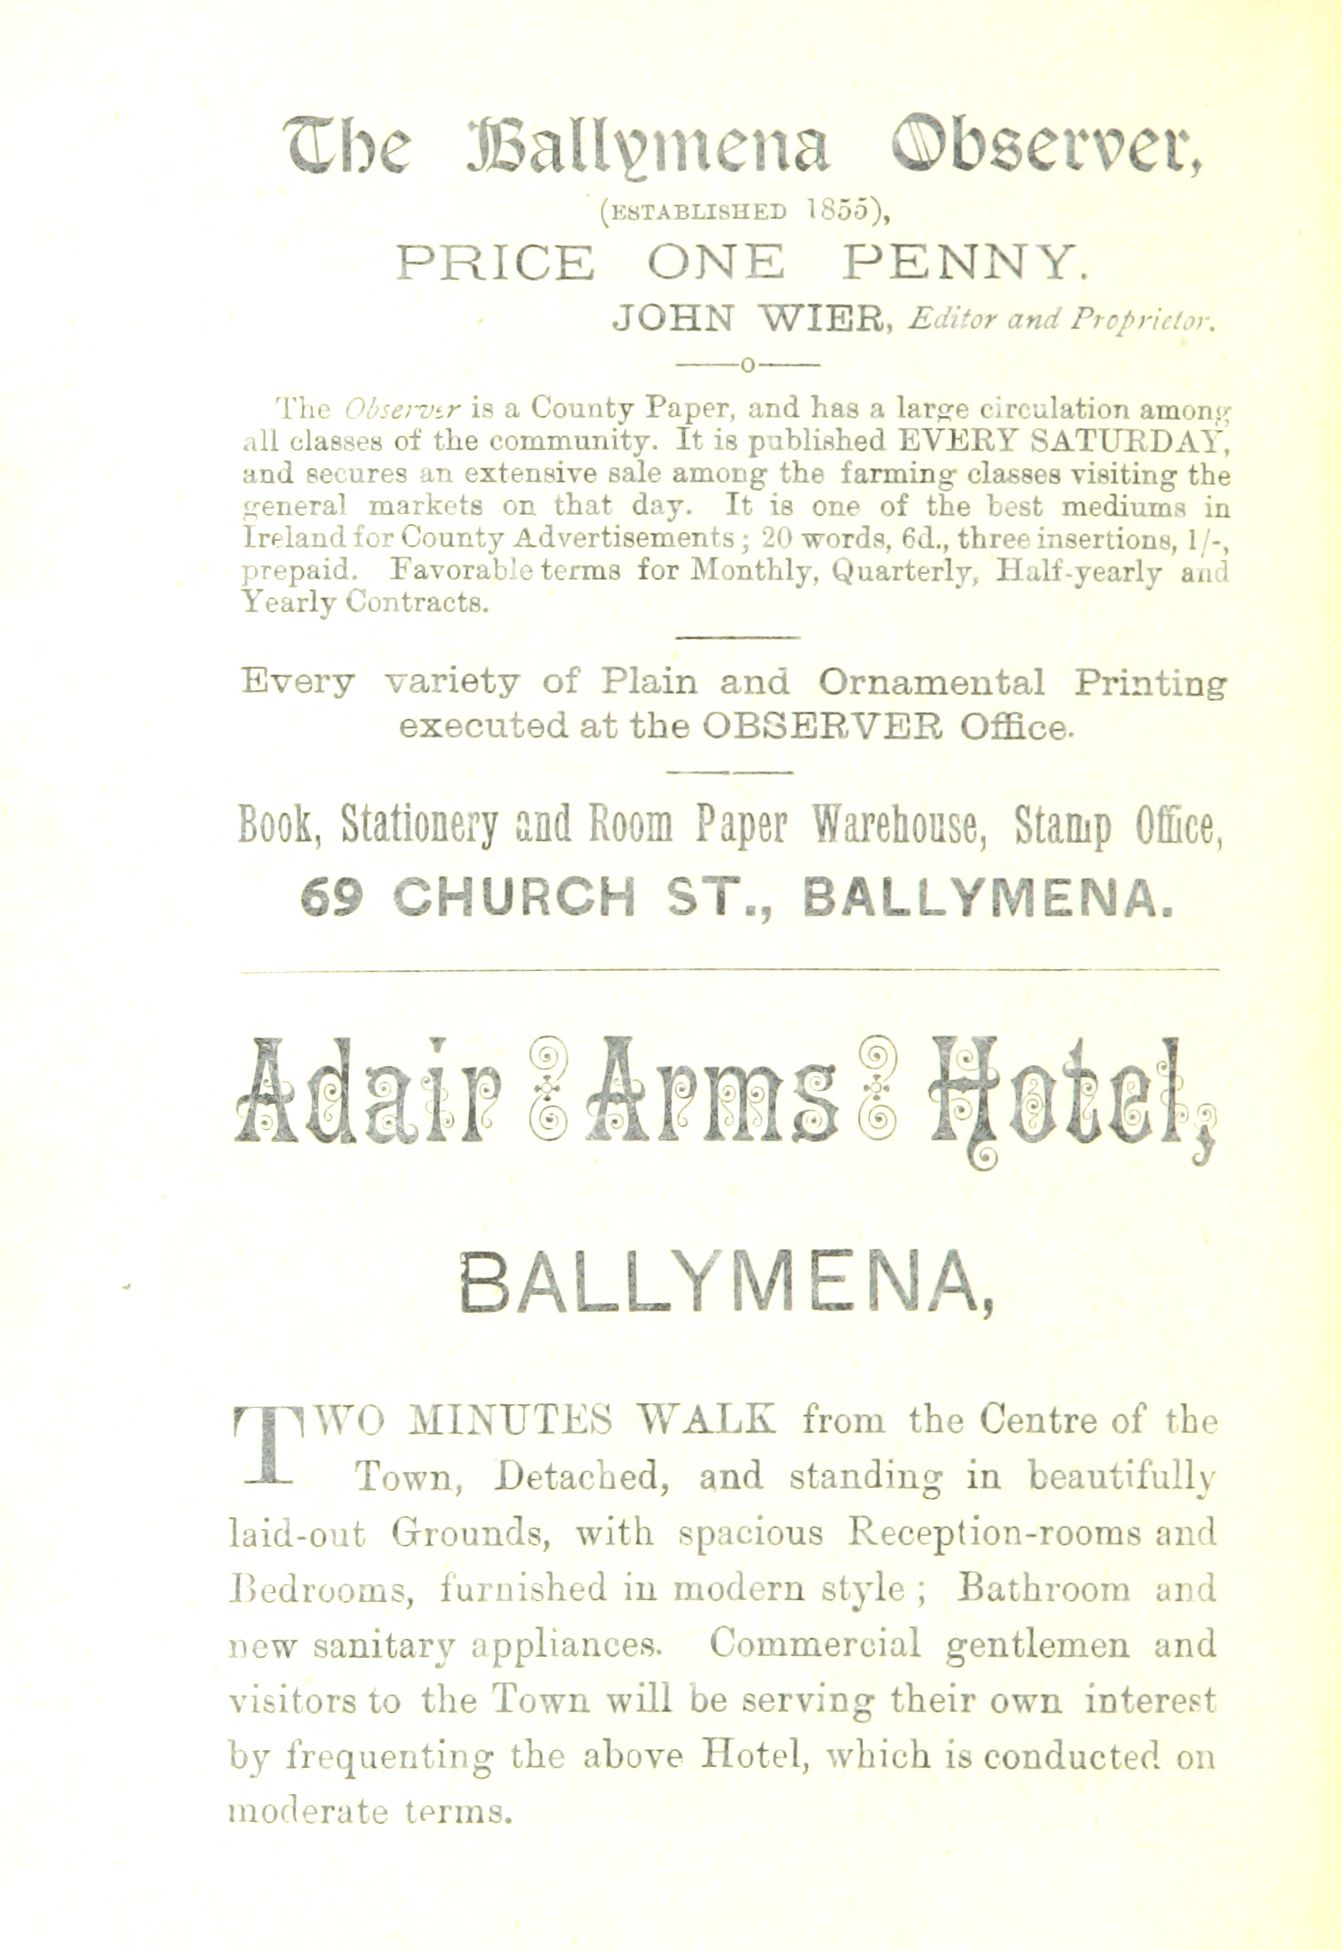 The Ballymena Observer,
(ESTABLISHED 1855),
PRICE ONE PENNY.
JOHN WIER, Editor and Proprietor.
The Observer is a County Paper, and has a large circulation among
all classes of the community. It is published EVERY SATURDAY,
and secures an extensive sale among the farming classes visiting the
general markets on that day. It is one of the best mediums in
Ireland for County Advertisements; 20 words, 6d., three insertions, 1/-,
prepaid. Favorable terms for Monthly, Quarterly, Half-yearly and
Yearly Contracts.
Every variety of Plain and Ornamental Printing
executed at the OBSERVER Office.
Book, Stationery and Room Paper Warehouse, Stamp Office,
69 CHURCH ST., BALLYMENA.
Adair Arms Hotel,
BALLYMENA,
TWO MINUTES WALK from the Centre of the
Town, Detached, and standing in beautifully
laid-out Grounds, with spacious Reception-rooms and
Bedrooms, furnished in modern style; Bathroom and
new sanitary appliances. Commercial gentlemen and
visitors to the Town will be serving their own interest
by frequenting the above Hotel, which is conducted on
moderate terms.